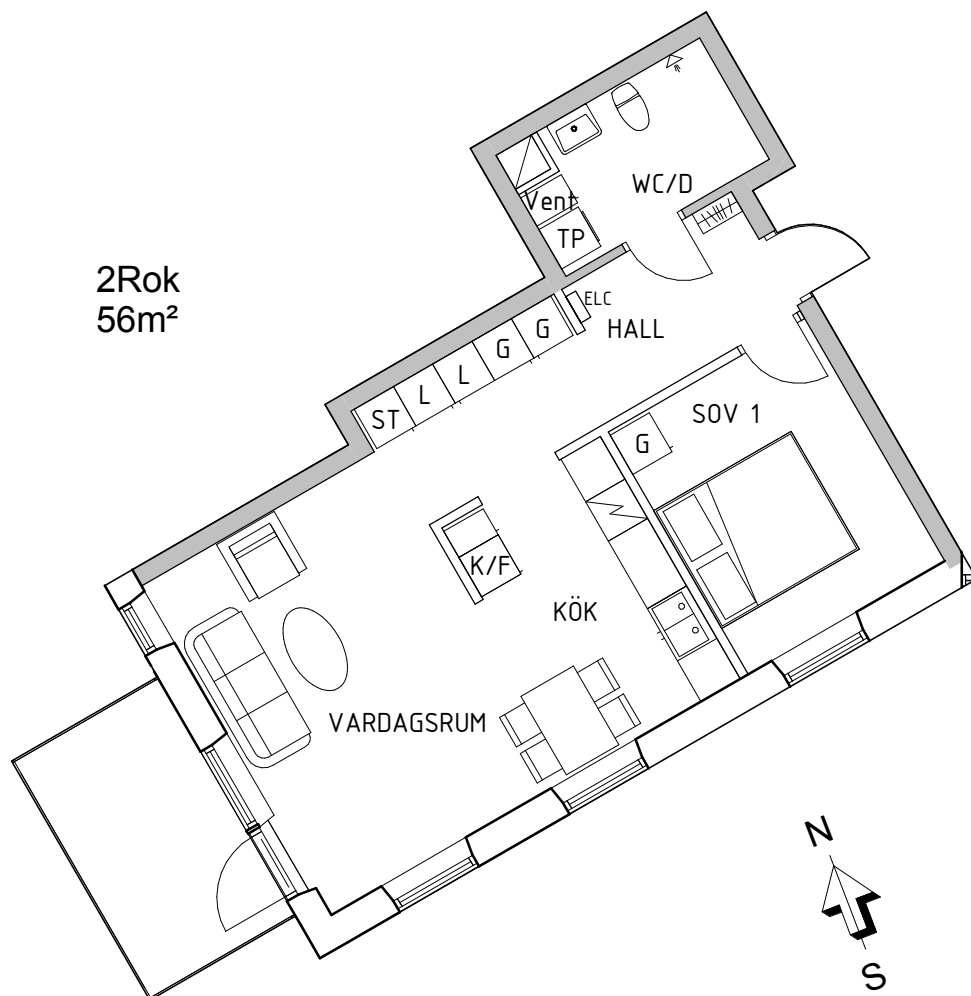 2Rok
56m²
WC/D
Vent
TP
ELC
HALL
G
G
L
L
ST
SOV 1
G
K/F
KÖK
VARDAGSRUM
N
S